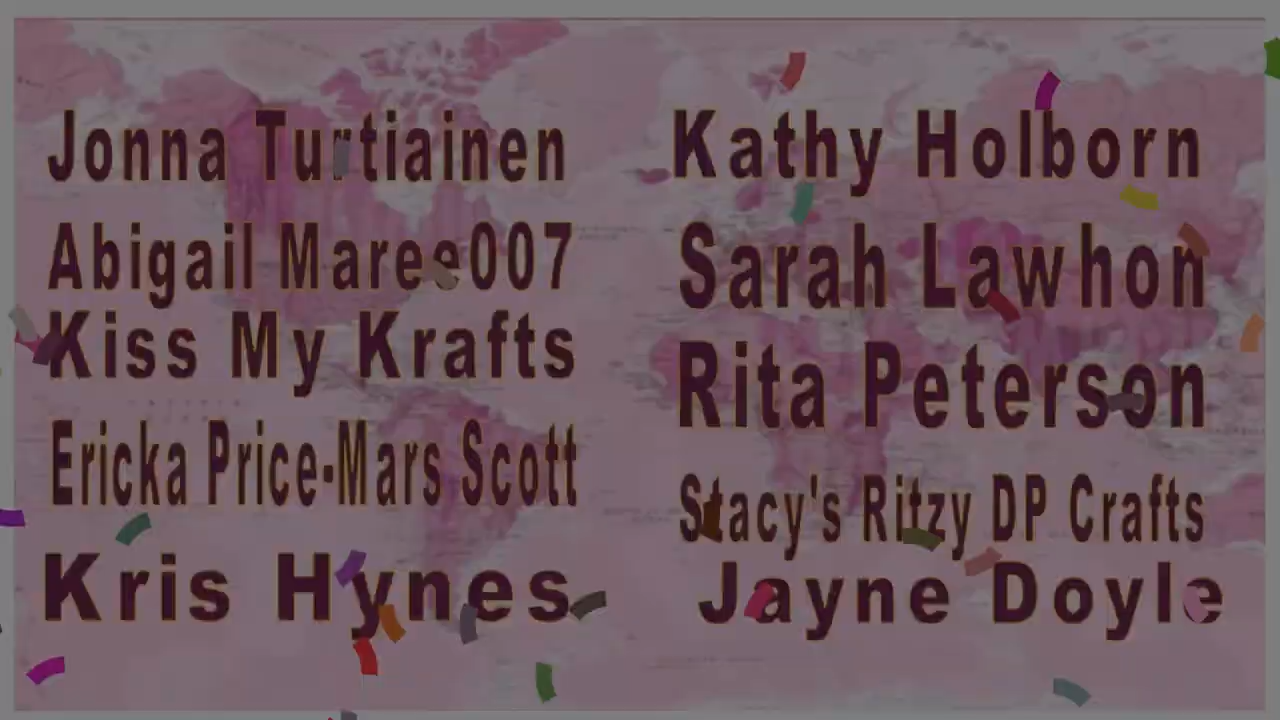 Jonna Turtiainen
Abigail Maree007
Kiss My Krafts
Ericka Price-Mars Scott
Kris Hynes
Kathy Holborn
Sarah Lawhon
Rita Peterson
Stacy's Ritzy DP Crafts
Jayne Doyle